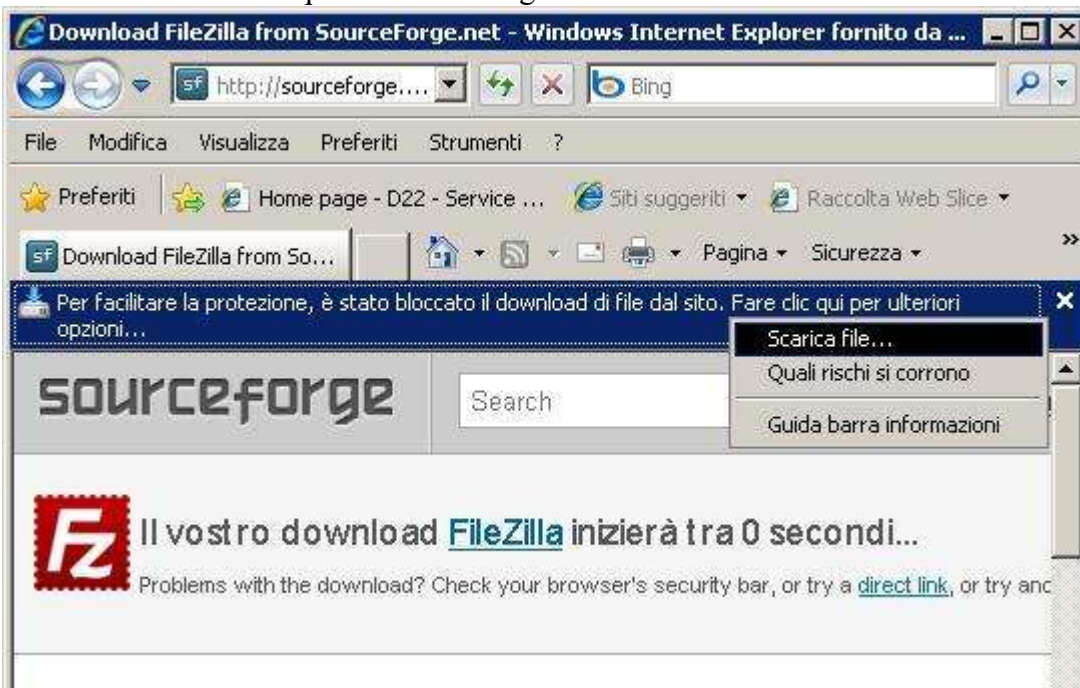 Download FileZilla from SourceForge.net - Windows Internet Explorer fornito da ...
http://sourceforge....
Bing
File Modifica Visualizza Preferiti Strumenti ?
Preferiti Home page - D22 - Service ... Siti suggeriti Raccolta Web Slice
sf Download FileZilla from So... Pagina Sicurezza »
Per facilitare la protezione, è stato bloccato il download di file dal sito. Fare clic qui per ulteriori
opzioni...
Scarica file...
Quali rischi si corrono
Guida barra informazioni
sourceforge
Search
Fz
Il vostro download FileZilla inizierà tra 0 secondi...
Problems with the download? Check your browser's security bar, or try a direct link, or try